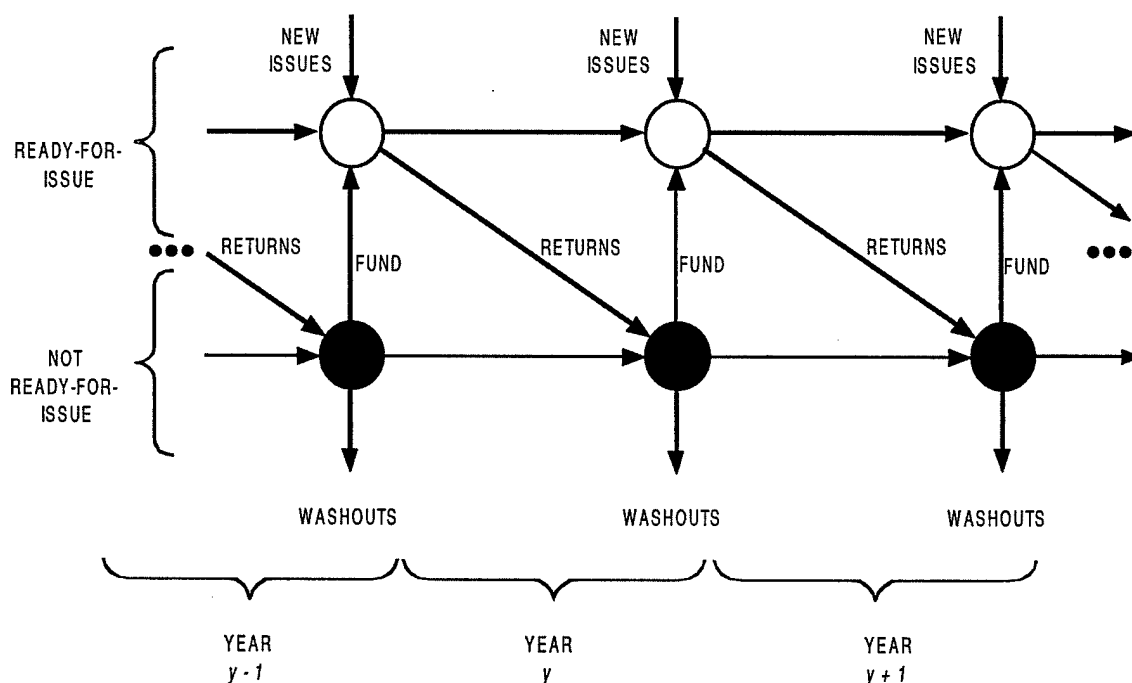 NEW
ISSUES
NEW
ISSUES
NEW
ISSUES
READY-FOR-
ISSUE
RETURNS
FUND
RETURNS
FUND
RETURNS
FUND
NOT
READY-FOR-
ISSUE
WASHOUTS
WASHOUTS
WASHOUTS
YEAR
y - 1
YEAR
y
YEAR
y + 1